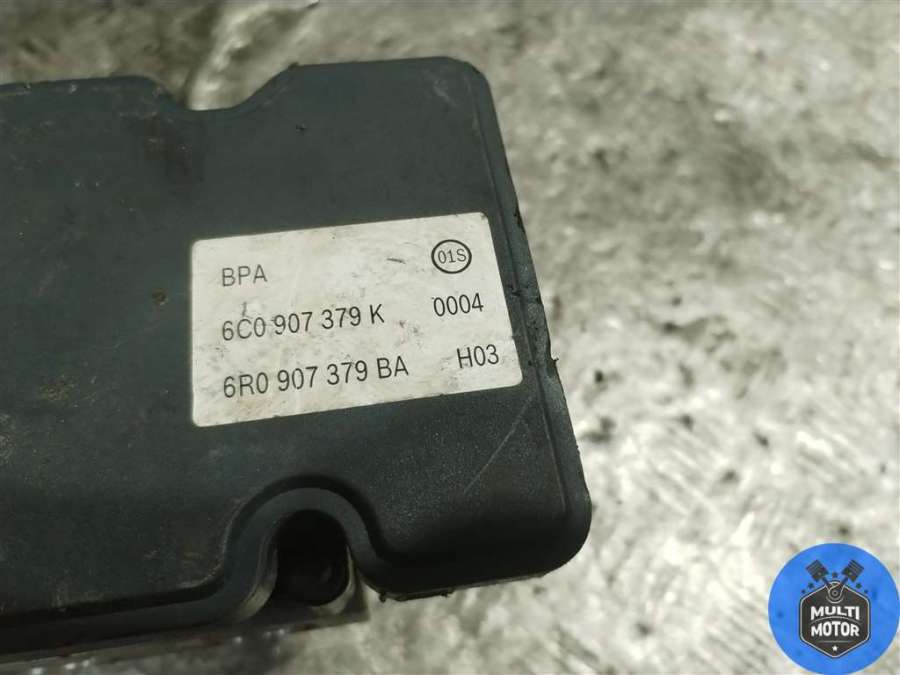 BPA 01S
6C0 907 379 K 0004
6R0 907 379 BA H03
MULTI
MOTOR